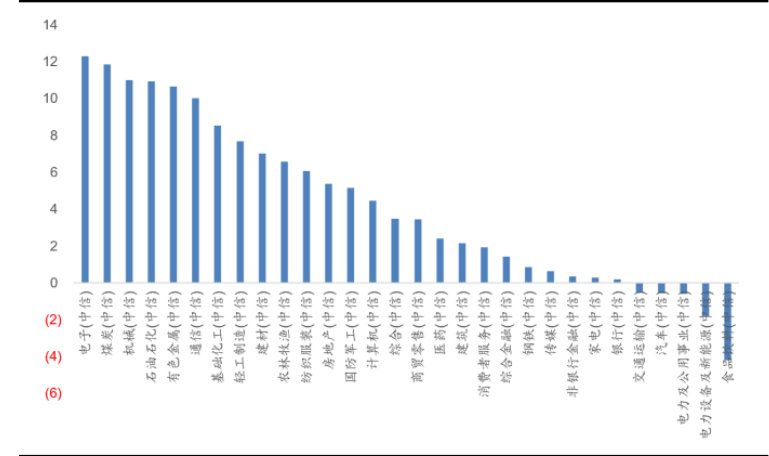 14
12
10
8
6
4
2
0
(2)
(4)
(6)
电子(中信)
煤炭(中信)
机械(中信)
石油石化(中信)
有色金属(中信)
通信(中信)
基础化工(中信)
轻工制造(中信)
建材(中信)
农林牧渔(中信)
纺织服装(中信)
房地产(中信)
国防军工(中信)
计算机(中信)
综合(中信)
商贸零售(中信)
医药(中信)
建筑(中信)
消费者服务(中信)
综合金融(中信)
钢铁(中信)
传媒(中信)
非银行金融(中信)
家电(中信)
银行(中信)
交通运输(中信)
汽车(中信)
电力及公用事业(中信)
电力设备及新能源(中信)
食品饮料(中信)